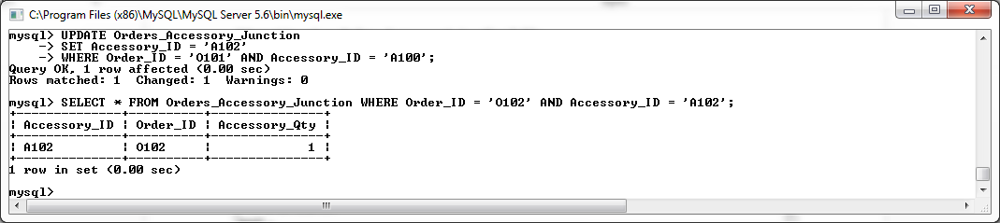 C:\Program Files (x86)\MySQL\MySQL Server 5.6\bin\mysql.exe
mysql> UPDATE Orders_Accessory_Junction
    -> SET Accessory_ID = 'A102'
    -> WHERE Order_ID = 'O101' AND Accessory_ID = 'A100';
Query OK, 1 row affected (0.00 sec)
Rows matched: 1  Changed: 1  Warnings: 0
mysql> SELECT * FROM Orders_Accessory_Junction WHERE Order_ID = 'O102' AND Accessory_ID = 'A102';
+--------------+----------+---------------+
| Accessory_ID | Order_ID | Accessory_Qty |
+--------------+----------+---------------+
| A102         | O102     |             1 |
+--------------+----------+---------------+
1 row in set (0.00 sec)
mysql>